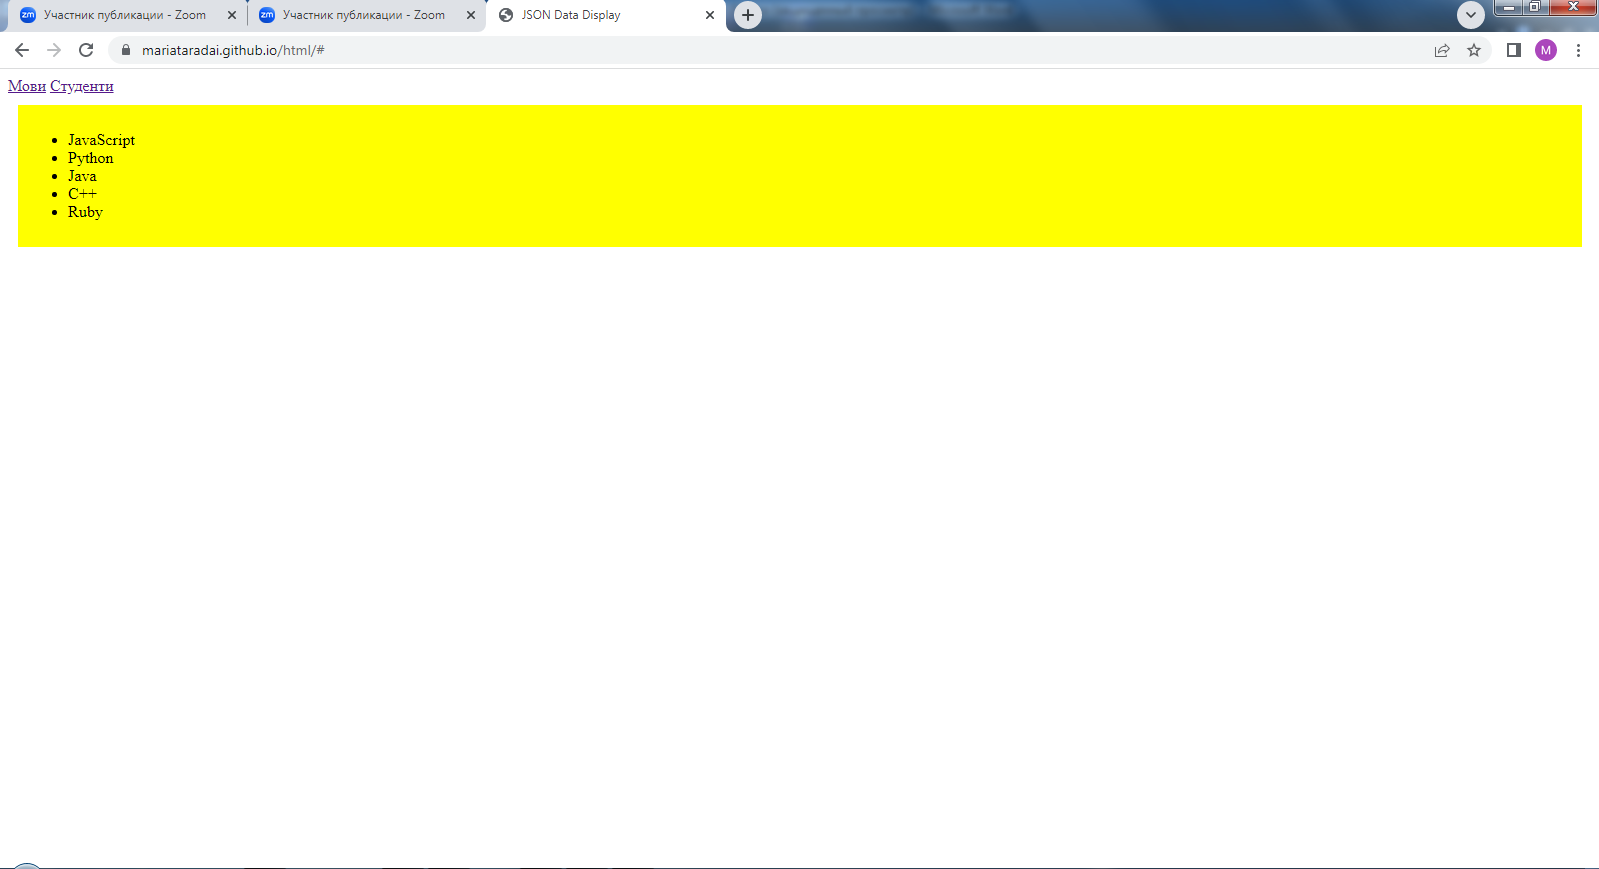 zm Участник публикации - Zoom
zm Участник публикации - Zoom
JSON Data Display
mariataradai.github.io/html/#
M
Мови Студенти
JavaScript
Python
Java
C++
Ruby